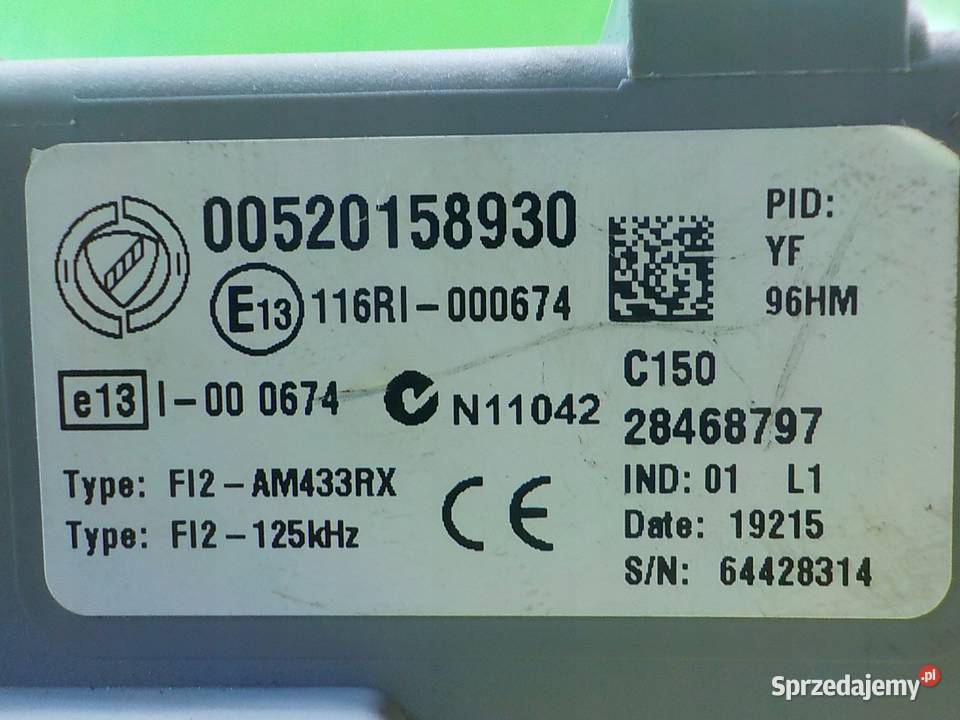 00520158930
E13 116RI-000674
e13 I-00 0674
N11042
Type: FI2-AM433RX
Type: FI2-125kHz
CE
PID:
YF
96HM
C150
28468797
IND: 01 L1
Date: 19215
S/N: 64428314
Sprzedajemy.pl